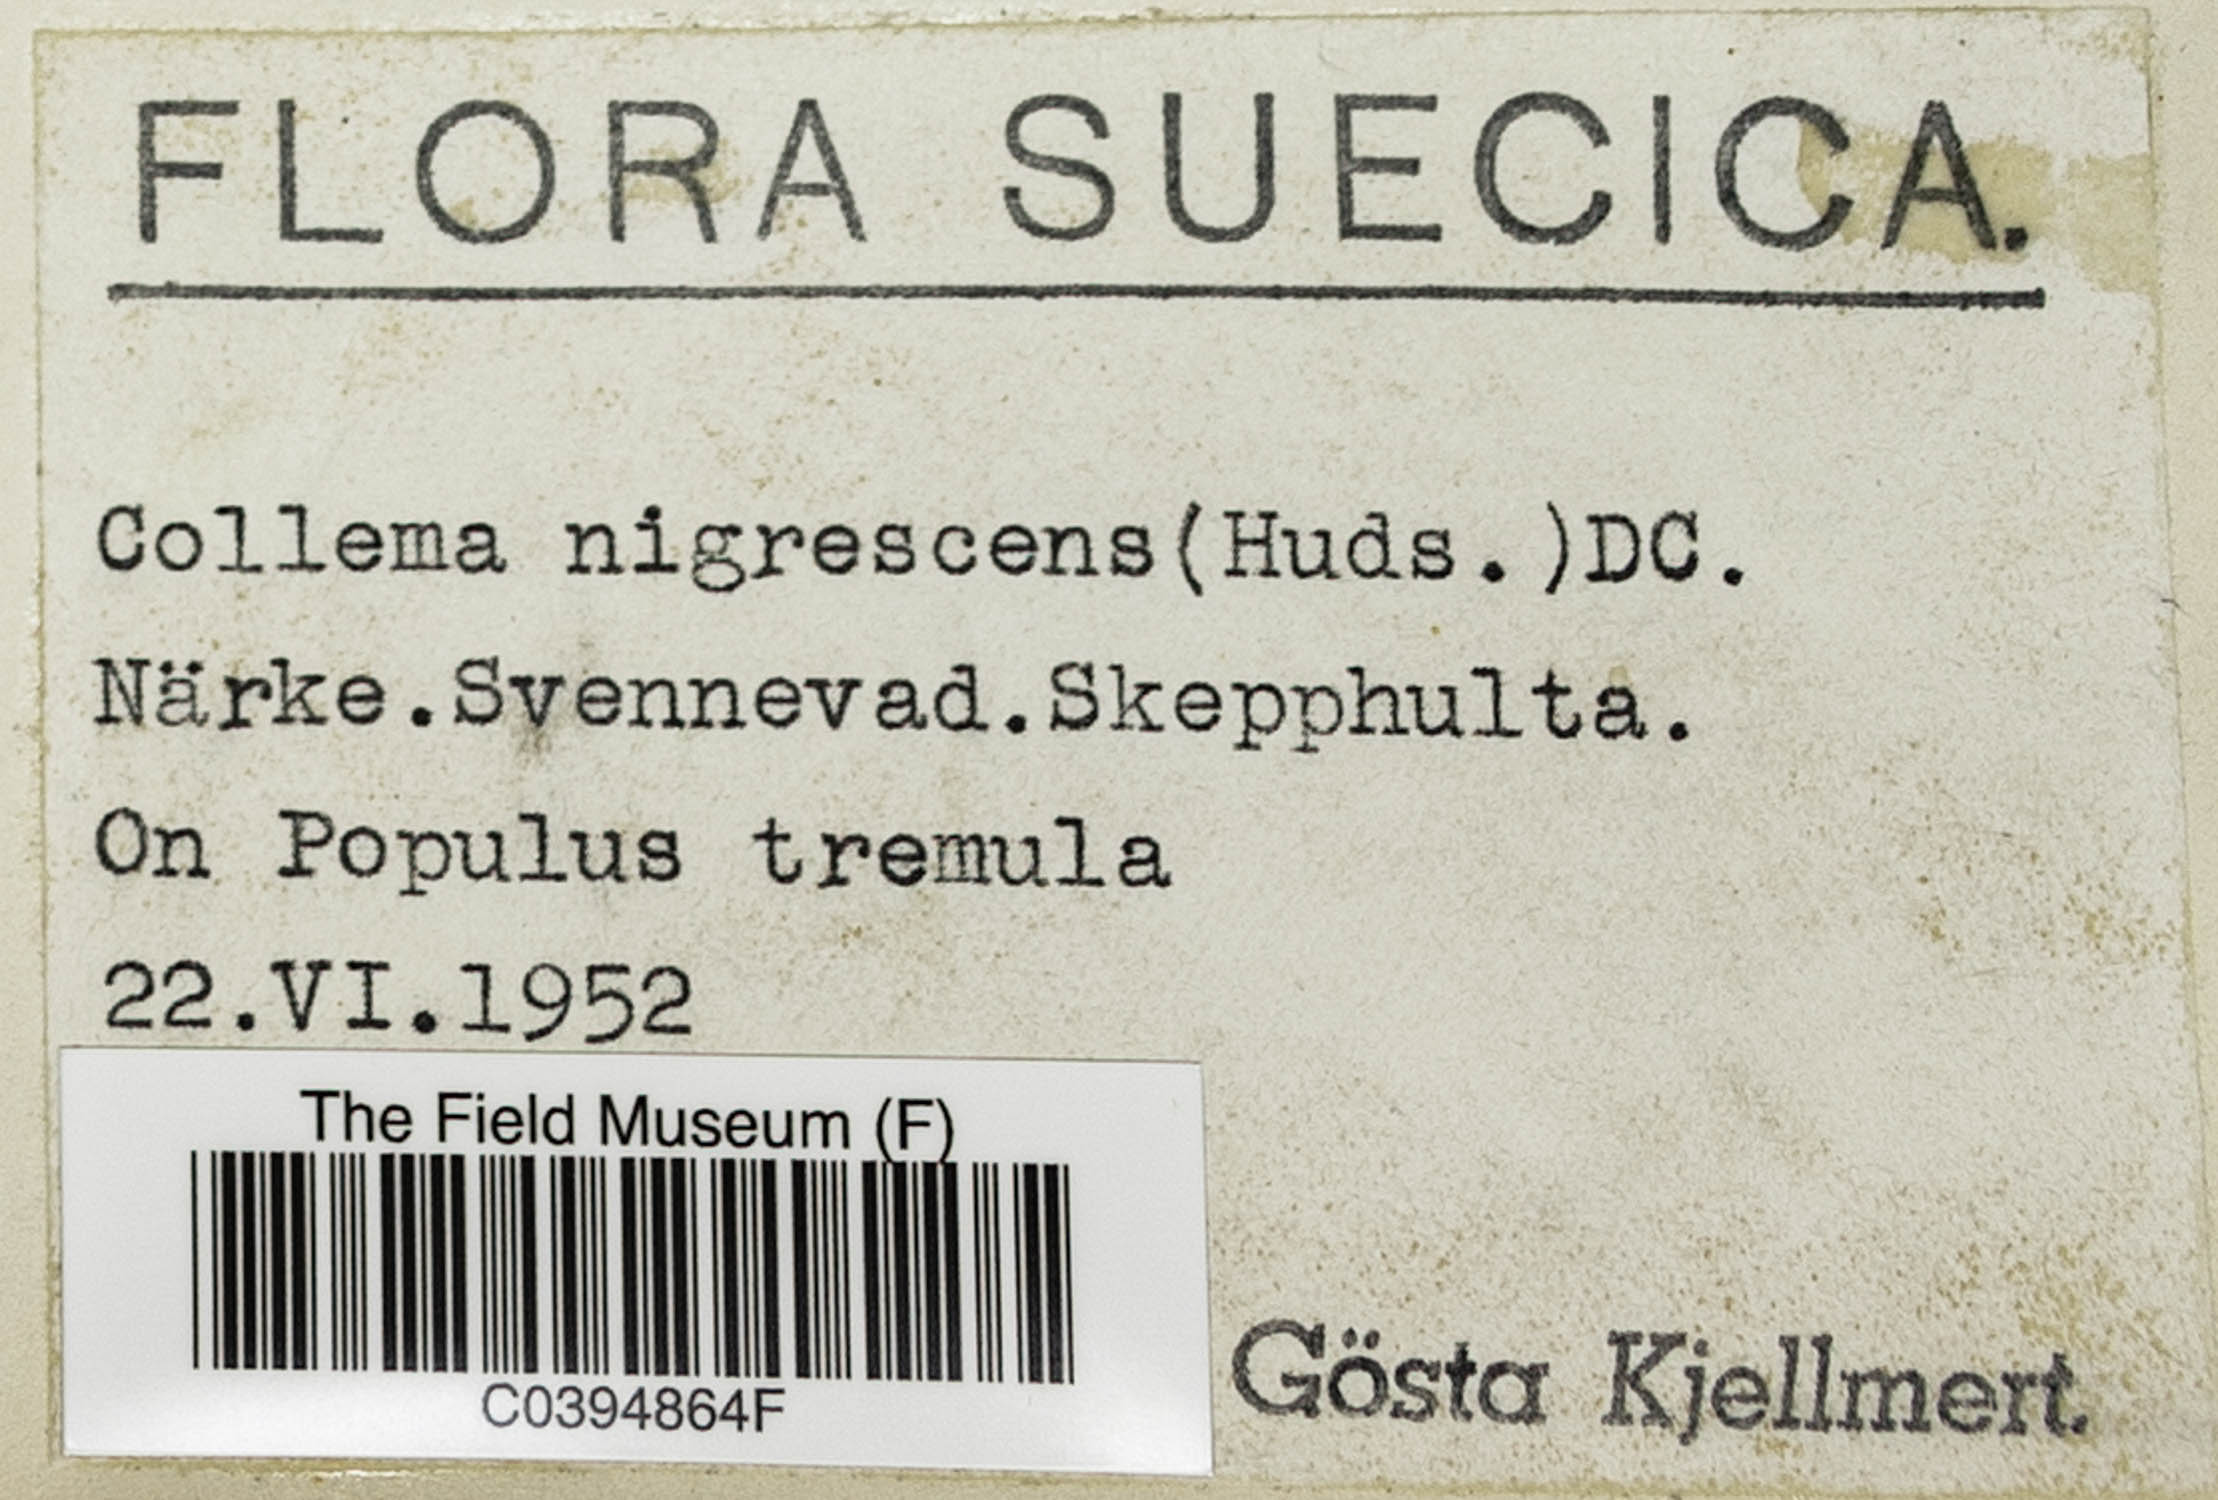 FLORA SUECICA.
Collema nigrescens(Huds.)DC.
Närke.Svennevad.Skepphulta.
On Populus tremula
22.VI.1952
The Field Museum (F)
C0394864F
Gösta Kjellmert.